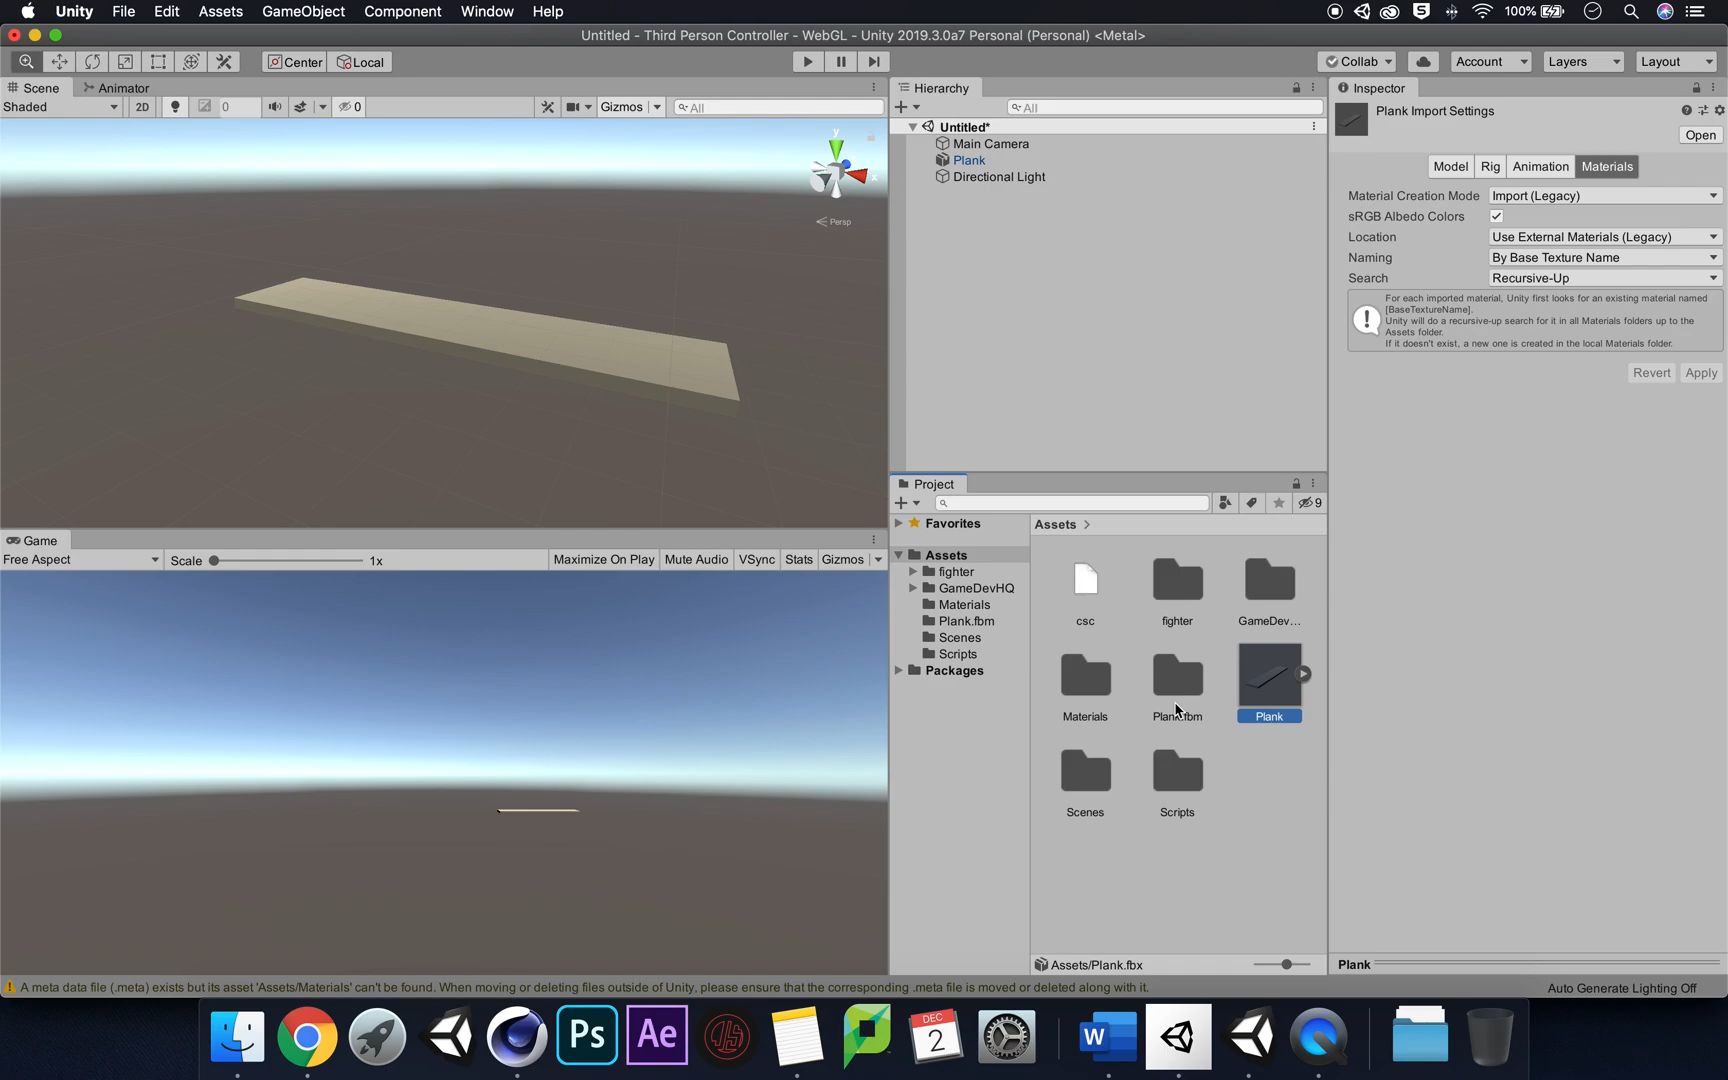 Unity File Edit Assets GameObject Component Window Help 100%
Untitled - Third Person Controller - WebGL - Unity 2019.3.0a7 Personal (Personal) <Metal>
Center Local Collab Account Layers Layout
Scene Animator
Shaded 2D 0 0 Gizmos All
y
x
Persp
Game
Free Aspect Scale 1x Maximize On Play Mute Audio VSync Stats Gizmos
Hierarchy
All
Untitled*
Main Camera
Plank
Directional Light
Project
9
Favorites
Assets
fighter
GameDevHQ
Materials
Plank.fbm
Scenes
Scripts
Packages
Assets
csc fighter GameDev...
Materials Plank.fbm Plank
Scenes Scripts
Assets/Plank.fbx
Inspector
Plank Import Settings
Open
Model Rig Animation Materials
Material Creation Mode Import (Legacy)
sRGB Albedo Colors
Location Use External Materials (Legacy)
Naming By Base Texture Name
Search Recursive-Up
For each imported material, Unity first looks for an existing material named
[BaseTextureName].
Unity will do a recursive-up search for it in all Materials folders up to the
Assets folder.
If it doesn't exist, a new one is created in the local Materials folder.
Revert Apply
Plank
A meta data file (.meta) exists but its asset 'Assets/Materials' can't be found. When moving or deleting files outside of Unity, please ensure that the corresponding .meta file is moved or deleted along with it.
Auto Generate Lighting Off
Ps Ae DEC
2 W